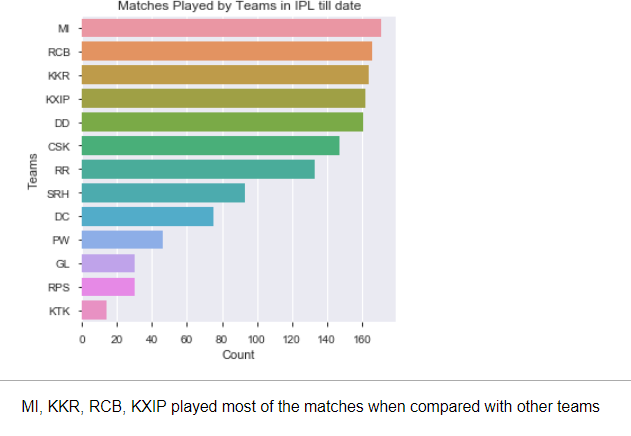 Matches Played by Teams in IPL till date
MI
RCB
KKR
KXIP
DD
CSK
RR
SRH
DC
PW
GL
RPS
KTK
Teams
0 20 40 60 80 100 120 140 160
Count
MI, KKR, RCB, KXIP played most of the matches when compared with other teams